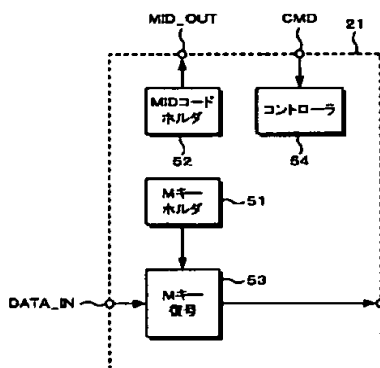 MID_OUT
CMD
21
MIDコード
ホルダ
コントローラ
52
54
Mキー
ホルダ
51
53
DATA_IN
Mキー
復号